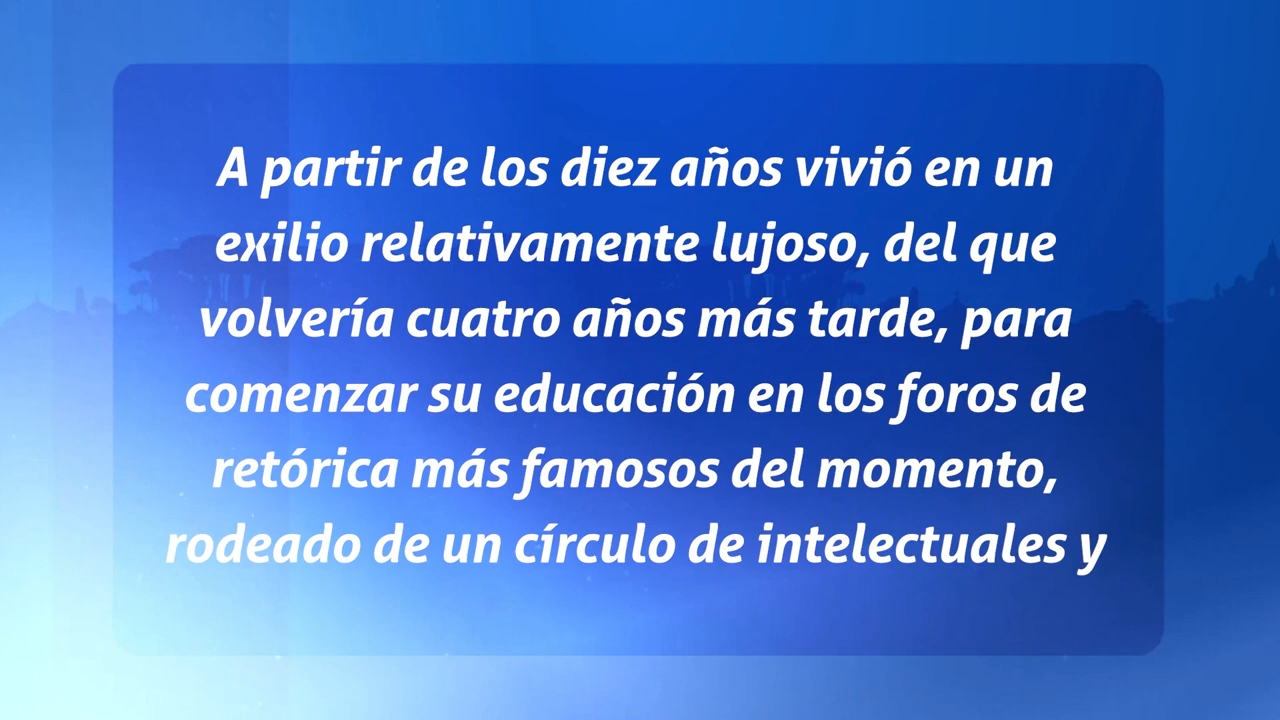 A partir de los diez años vivió en un
exilio relativamente lujoso, del que
volvería cuatro años más tarde, para
comenzar su educación en los foros de
retórica más famosos del momento,
rodeado de un círculo de intelectuales y